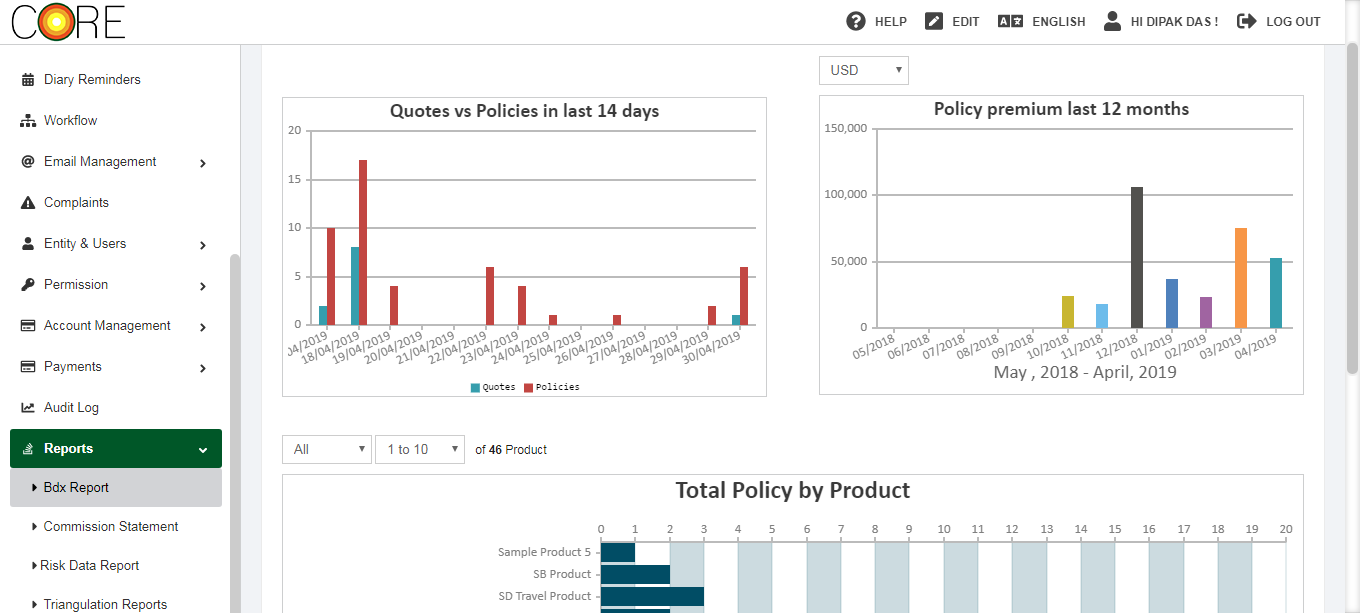 CORE
HELP
EDIT
ENGLISH
HI DIPAK DAS !
LOG OUT
Diary Reminders
Workflow
Email Management
Complaints
Entity & Users
Permission
Account Management
Payments
Audit Log
Reports
Bdx Report
Commission Statement
Risk Data Report
Triangulation Reports
Quotes vs Policies in last 14 days
20
15
10
5
0
04/2019
18/04/2019
19/04/2019
20/04/2019
21/04/2019
22/04/2019
23/04/2019
24/04/2019
25/04/2019
26/04/2019
27/04/2019
28/04/2019
29/04/2019
30/04/2019
Quotes Policies
USD
Policy premium last 12 months
150,000
100,000
50,000
0
05/2018
06/2018
07/2018
08/2018
09/2018
10/2018
11/2018
12/2018
01/2019
02/2019
03/2019
04/2019
May , 2018 - April, 2019
All
1 to 10
of 46 Product
Total Policy by Product
0 1 2 3 4 5 6 7 8 9 10 11 12 13 14 15 16 17 18 19 20
Sample Product 5
SB Product
SD Travel Product